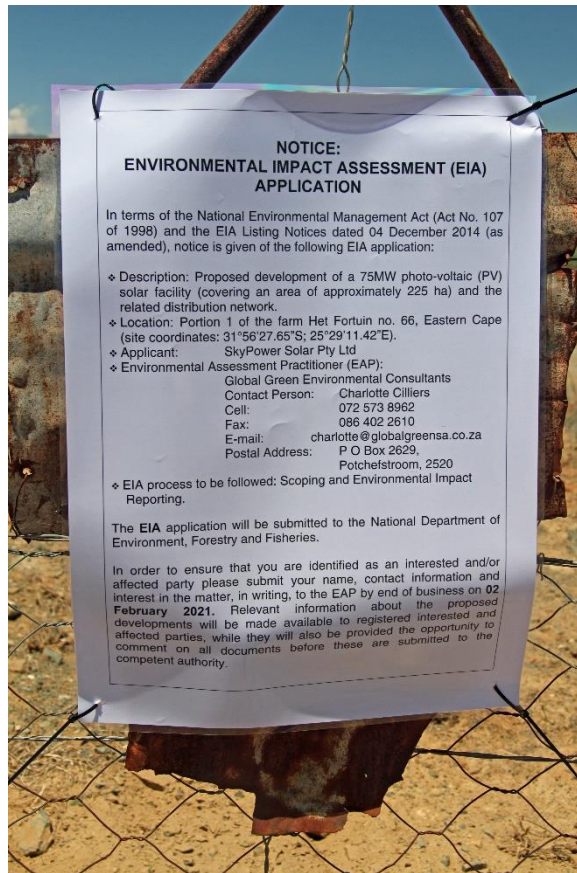 NOTICE:
ENVIRONMENTAL IMPACT ASSESSMENT (EIA)
APPLICATION
In terms of the National Environmental Management Act (Act No. 107
of 1998) and the EIA Listing Notices dated 04 December 2014 (as
amended), notice is given of the following EIA application:
❖ Description: Proposed development of a 75MW photo-voltaic (PV)
solar facility (covering an area of approximately 225 ha) and the
related distribution network.
❖ Location: Portion 1 of the farm Het Fortuin no. 66, Eastern Cape
(site coordinates: 31°56'27.65"S; 25°29'11.42"E).
❖ Applicant: SkyPower Solar Pty Ltd
❖ Environmental Assessment Practitioner (EAP):
Global Green Environmental Consultants
Contact Person: Charlotte Cilliers
Cell: 072 573 8962
Fax: 086 402 2610
E-mail: charlotte@globalgreensa.co.za
Postal Address: P O Box 2629,
Potchefstroom, 2520
❖ EIA process to be followed: Scoping and Environmental Impact
Reporting.
The EIA application will be submitted to the National Department of
Environment, Forestry and Fisheries.
In order to ensure that you are identified as an interested and/or
affected party please submit your name, contact information and
interest in the matter, in writing, to the EAP by end of business on 02
February 2021. Relevant information about the proposed
developments will be made available to registered interested and
affected parties, while they will also be provided the opportunity to
comment on all documents before these are submitted to the
competent authority.